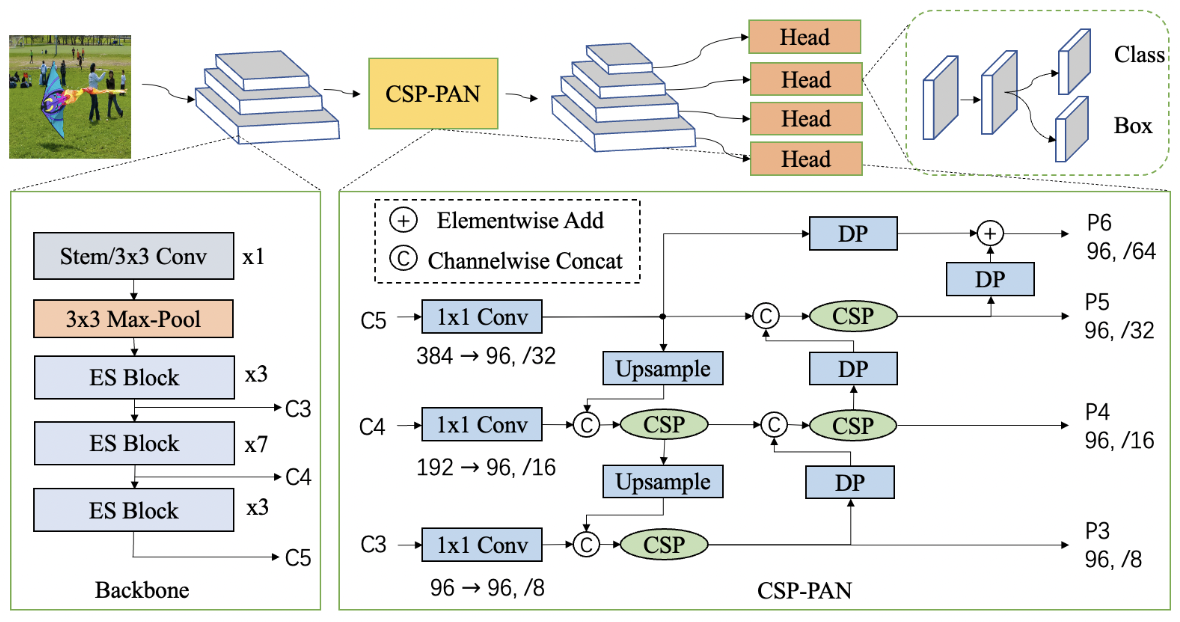 Head
Head
Head
Head
CSP-PAN
Class
Box
Stem/3x3 Conv
x1
3x3 Max-Pool
ES Block
x3
C3
ES Block
x7
C4
ES Block
x3
C5
Backbone
+ Elementwise Add
C Channelwise Concat
DP
+
P6
96, /64
DP
C5
1x1 Conv
384 → 96, /32
C
CSP
P5
96, /32
Upsample
DP
C4
1x1 Conv
192 → 96, /16
C
CSP
C
CSP
P4
96, /16
Upsample
DP
C3
1x1 Conv
96 → 96, /8
C
CSP
P3
96, /8
CSP-PAN